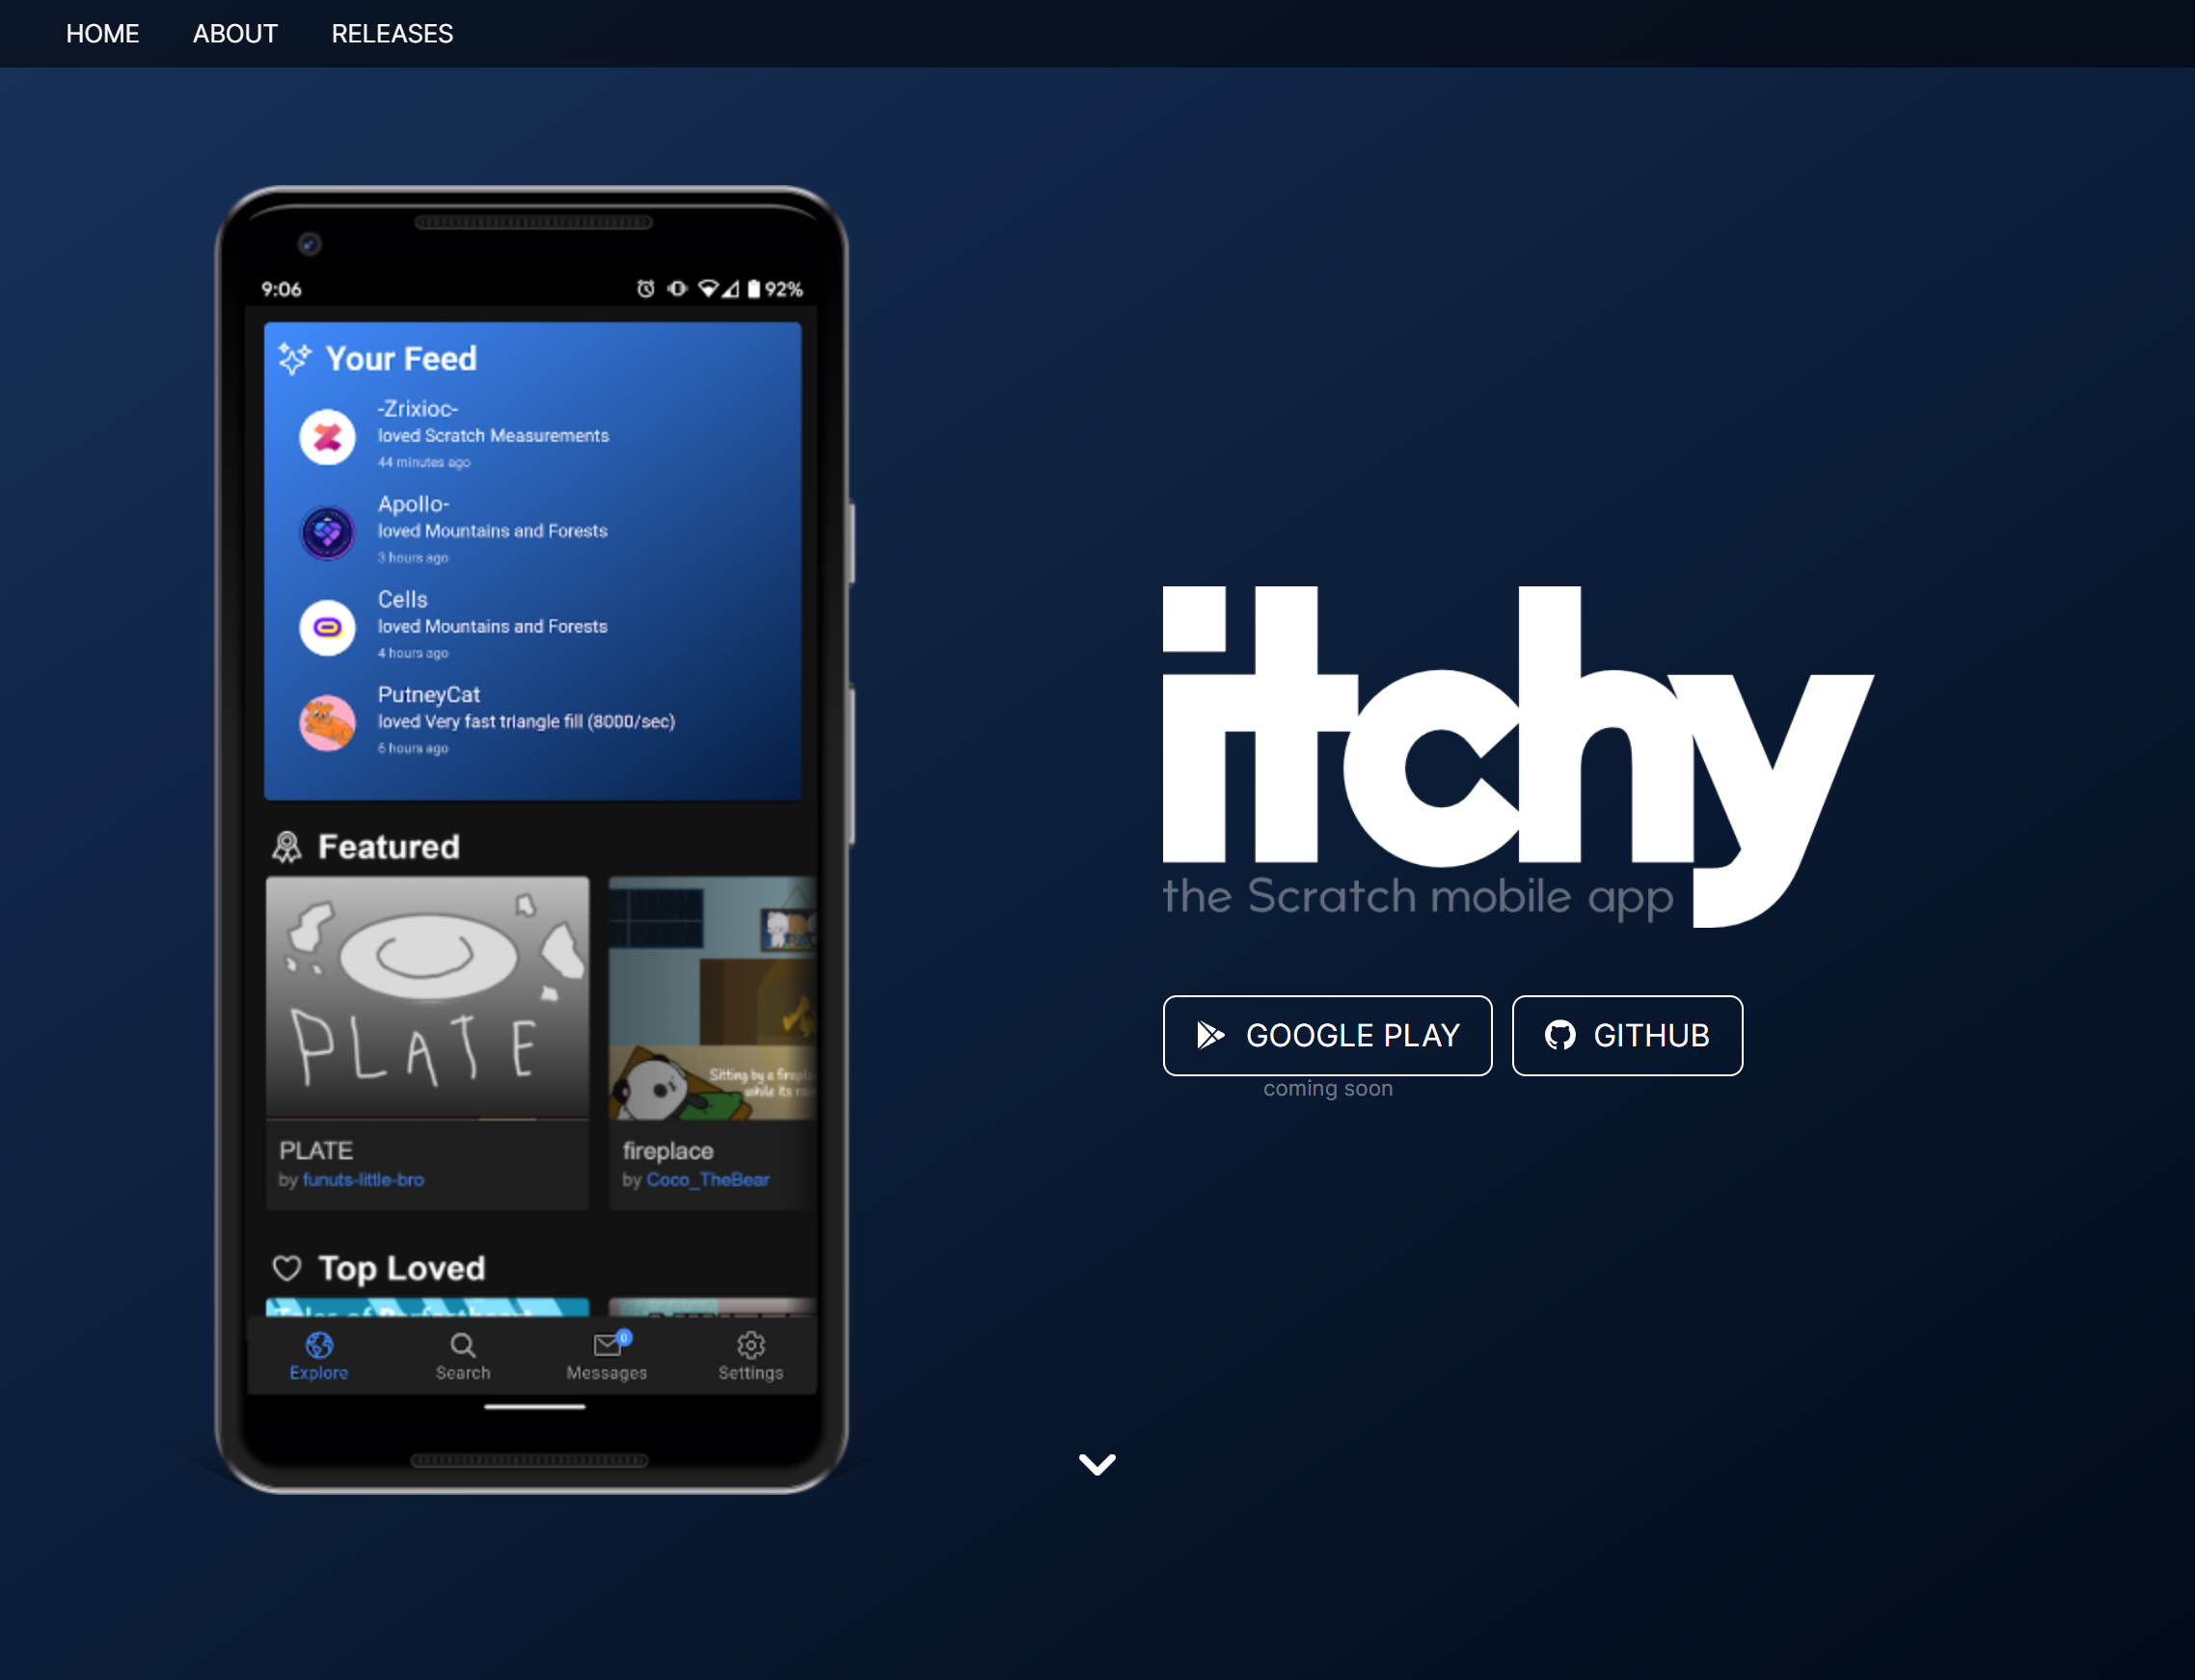 HOME ABOUT RELEASES
9:06 92%
Your Feed
-Zrixioc-
loved Scratch Measurements
44 minutes ago
Apollo-
loved Mountains and Forests
3 hours ago
Cells
loved Mountains and Forests
4 hours ago
PutneyCat
loved Very fast triangle fill (8000/sec)
6 hours ago
Featured
PLATE
Sitting by a
while its
PLATE
by funuts-little-bro
fireplace
by Coco_TheBear
Top Loved
0
Explore
Search
Messages
Settings
itchy
the Scratch mobile app
GOOGLE PLAY
coming soon
GITHUB